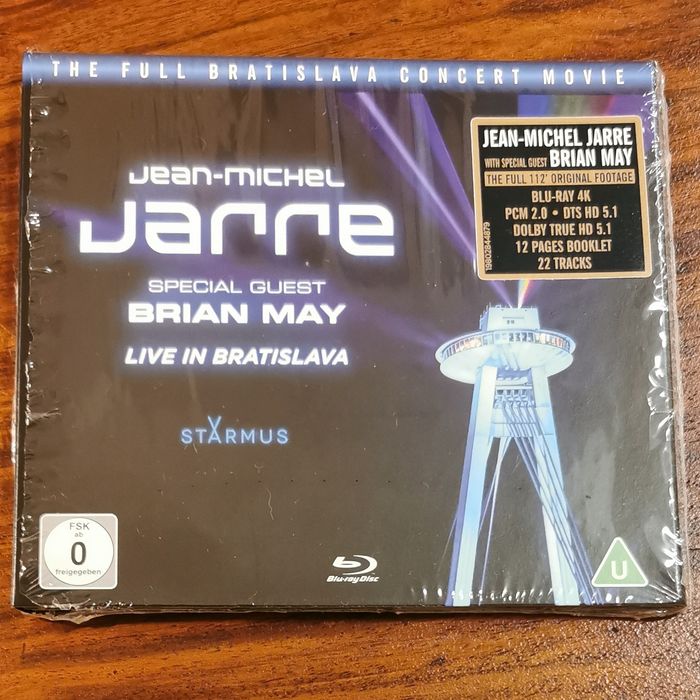 THE FULL BRATISLAVA CONCERT MOVIE
Jean-michel
Jarre
SPECIAL GUEST
BRIAN MAY
LIVE IN BRATISLAVA
STARMUS
JEAN-MICHEL JARRE
WITH SPECIAL GUEST BRIAN MAY
THE FULL 112' ORIGINAL FOOTAGE
BLU-RAY 4K
PCM 2.0 • DTS HD 5.1
DOLBY TRUE HD 5.1
12 PAGES BOOKLET
22 TRACKS
19802844879
FSK
ab
0
freigegeben
Blu-ray Disc
U